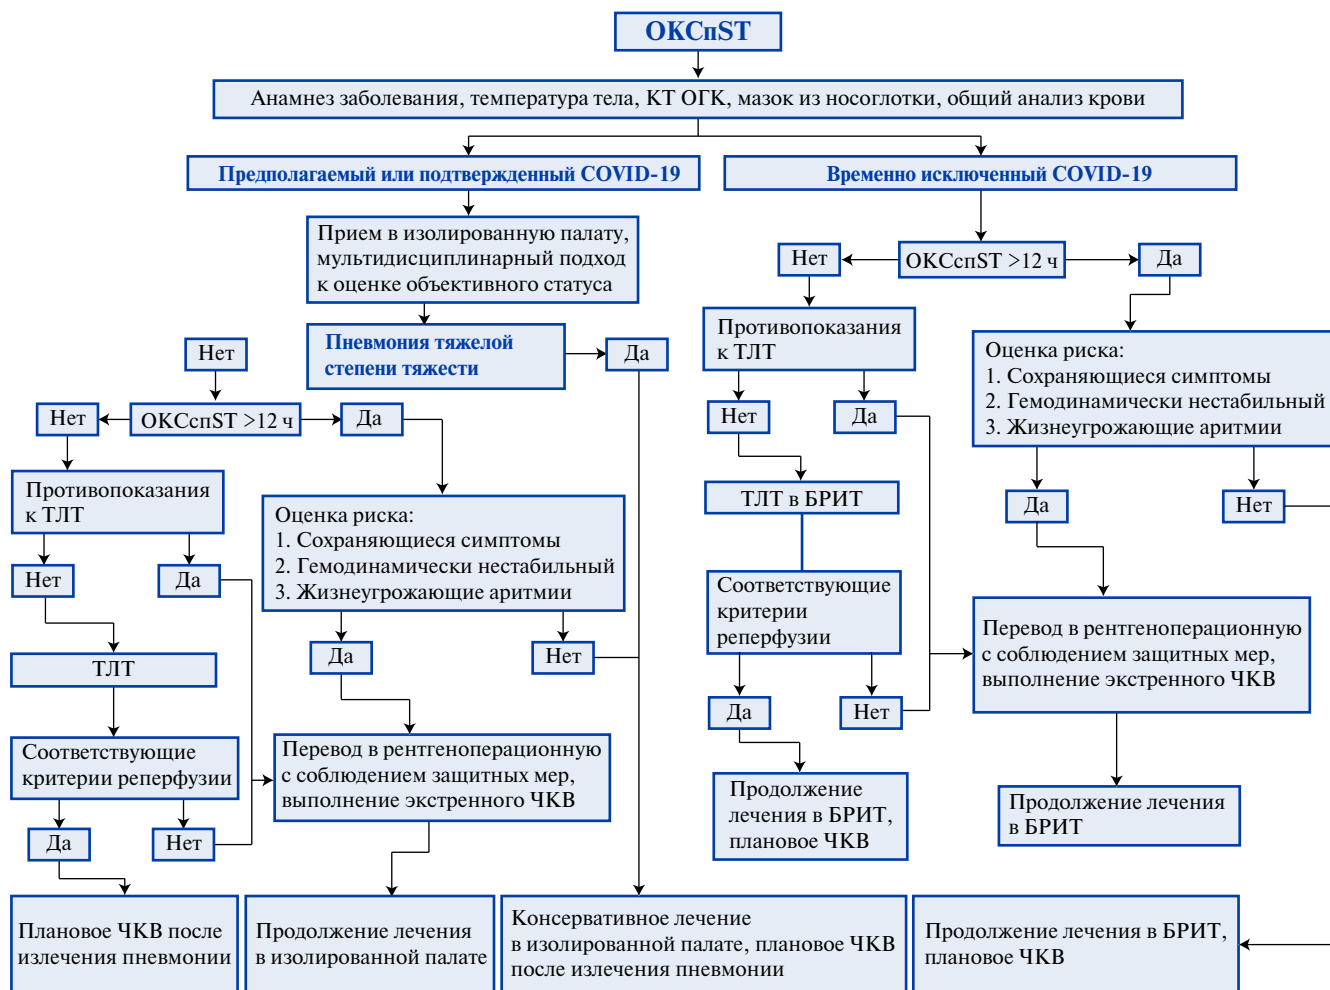 ОКСпST
Анамнез заболевания, температура тела, КТ ОГК, мазок из носоглотки, общий анализ крови
Предполагаемый или подтвержденный COVID-19
Прием в изолированную палату,
мультидисциплинарный подход
к оценке объективного статуса
Пневмония тяжелой
степени тяжести
Да
Нет
ОКСспST >12 ч
Нет
Да
Противопоказания
к ТЛТ
Нет
Да
ТЛТ
Соответствующие
критерии реперфузии
Да
Нет
Оценка риска:
1. Сохраняющиеся симптомы
2. Гемодинамически нестабильный
3. Жизнеугрожающие аритмии
Да
Нет
Перевод в рентгеноперационную
с соблюдением защитных мер,
выполнение экстренного ЧКВ
Плановое ЧКВ после
излечения пневмонии
Продолжение лечения
в изолированной палате
Консервативное лечение
в изолированной палате, плановое ЧКВ
после излечения пневмонии
Временно исключенный COVID-19
ОКСспST >12 ч
Нет
Да
Противопоказания
к ТЛТ
Нет
Да
ТЛТ в БРИТ
Соответствующие
критерии
реперфузии
Да
Нет
Продолжение
лечения в БРИТ,
плановое ЧКВ
Оценка риска:
1. Сохраняющиеся симптомы
2. Гемодинамически нестабильный
3. Жизнеугрожающие аритмии
Да
Нет
Перевод в рентгеноперационную
с соблюдением защитных мер,
выполнение экстренного ЧКВ
Продолжение лечения
в БРИТ
Продолжение лечения в БРИТ,
плановое ЧКВ